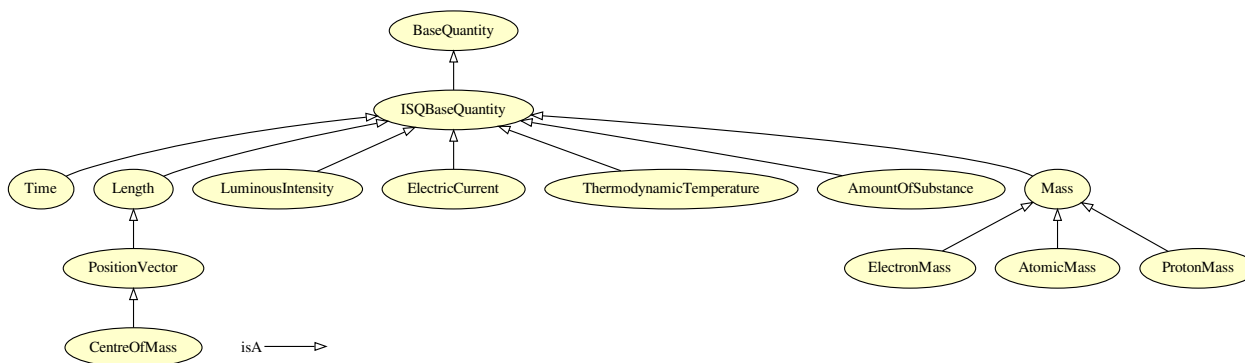 BaseQuantity
ISQBaseQuantity
Time
Length
LuminousIntensity
ElectricCurrent
ThermodynamicTemperature
AmountOfSubstance
Mass
PositionVector
ElectronMass
AtomicMass
ProtonMass
CentreOfMass
isA